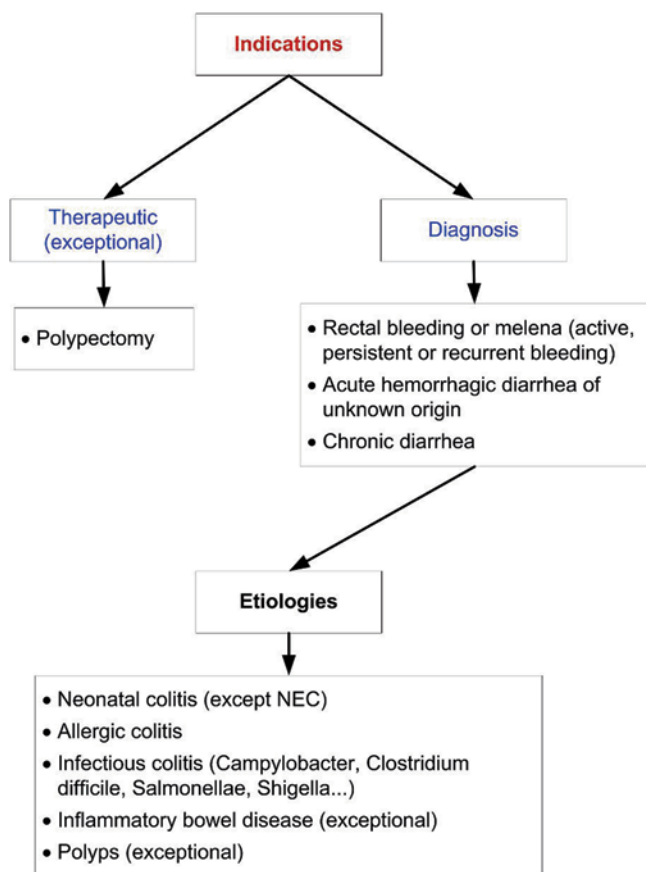 Indications
Therapeutic
(exceptional)
Diagnosis
• Polypectomy
• Rectal bleeding or melena (active,
persistent or recurrent bleeding)
• Acute hemorrhagic diarrhea of
unknown origin
• Chronic diarrhea
Etiologies
• Neonatal colitis (except NEC)
• Allergic colitis
• Infectious colitis (Campylobacter, Clostridium
difficile, Salmonellae, Shigella...)
• Inflammatory bowel disease (exceptional)
• Polyps (exceptional)